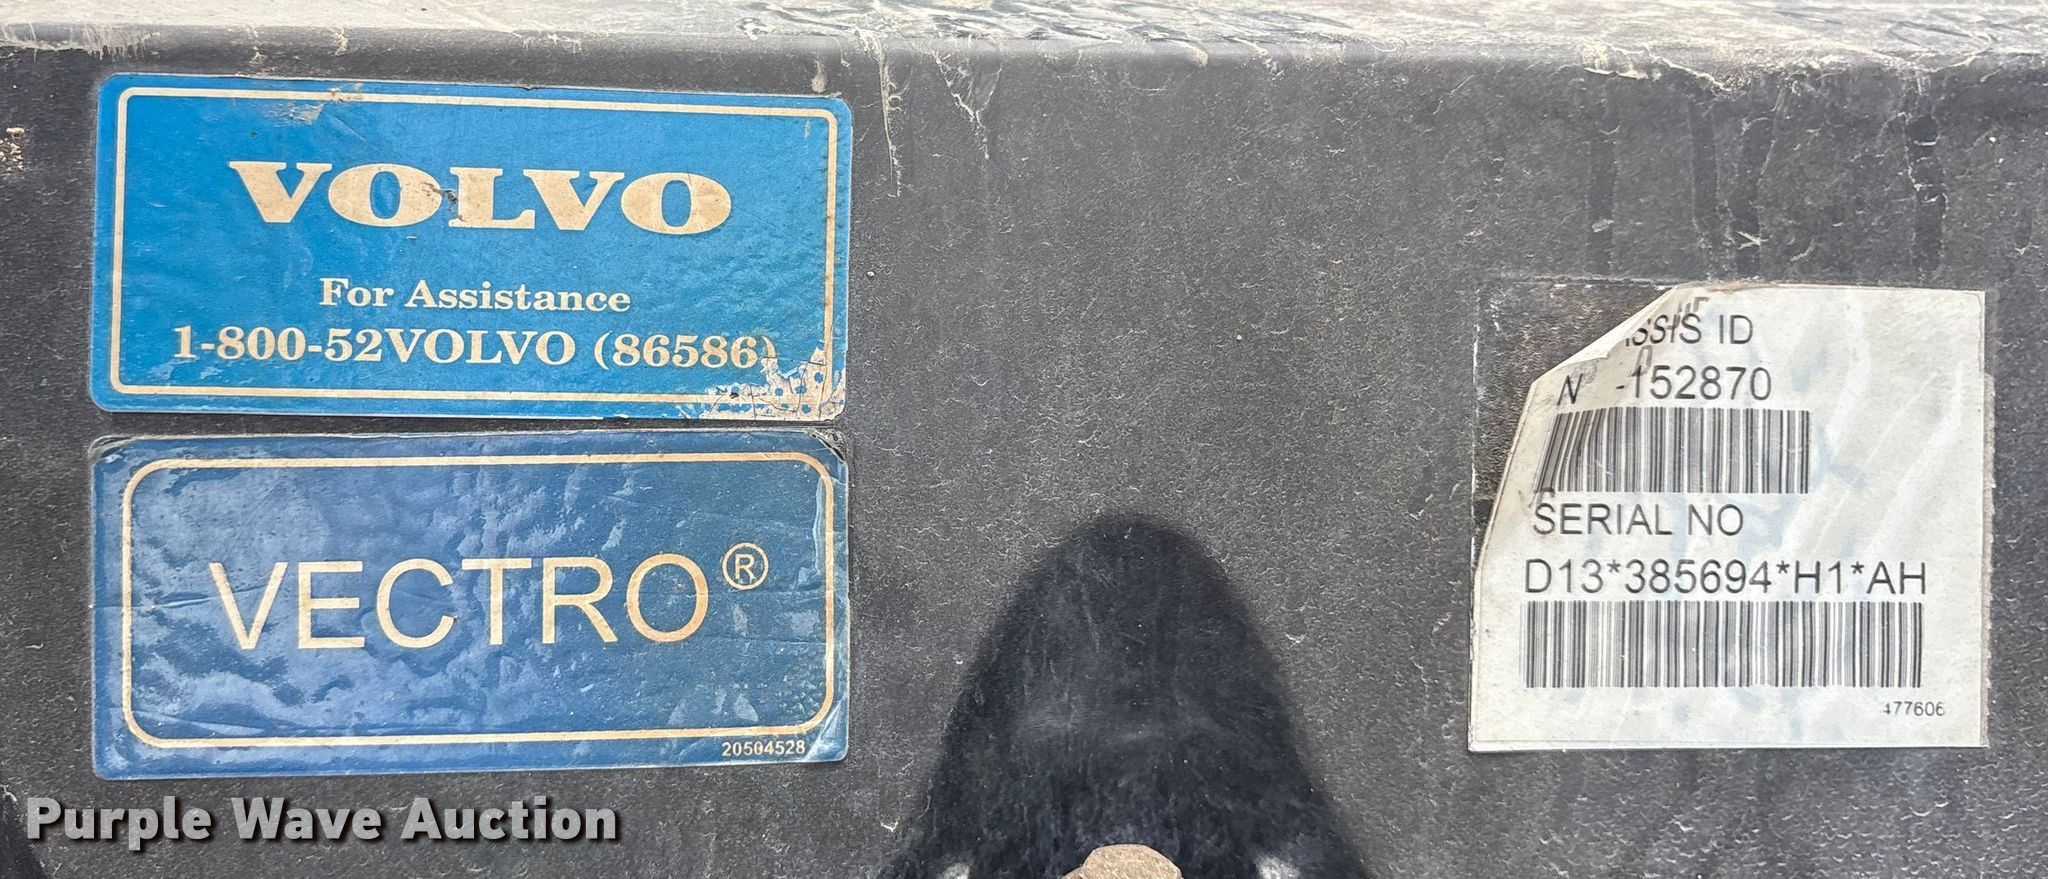 VOLVO
For Assistance
1-800-52VOLVO (86586)
VECTRO®
20504528
ID
-152870
SERIAL NO
D13*385694*H1*AH
477606
Purple Wave Auction